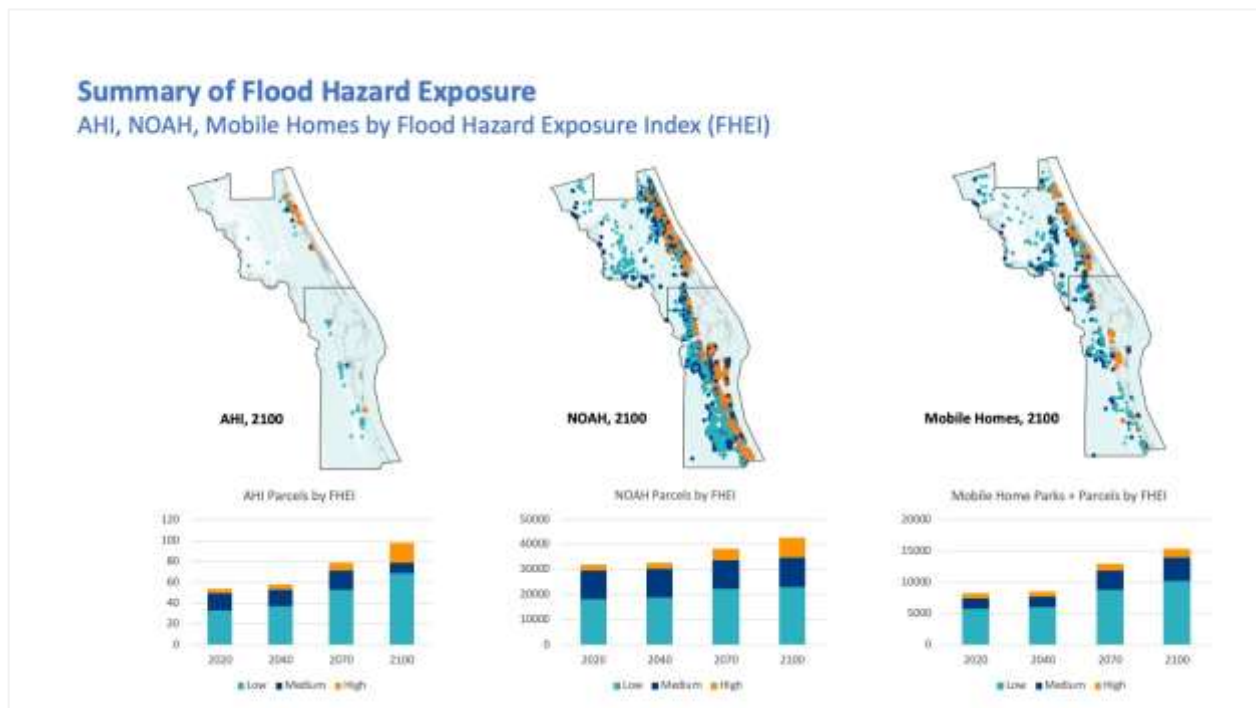 Summary of Flood Hazard Exposure
AHI, NOAH, Mobile Homes by Flood Hazard Exposure Index (FHEI)
AHI, 2100
NOAH, 2100
Mobile Homes, 2100
AHI Parcels by FHEI
120
100
80
60
40
20
0
2020 2040 2070 2100
Low Medium High
NOAH Parcels by FHEI
50000
40000
30000
20000
10000
0
2020 2040 2070 2100
Low Medium High
Mobile Home Parks + Parcels by FHEI
20000
15000
10000
5000
0
2020 2040 2070 2100
Low Medium High